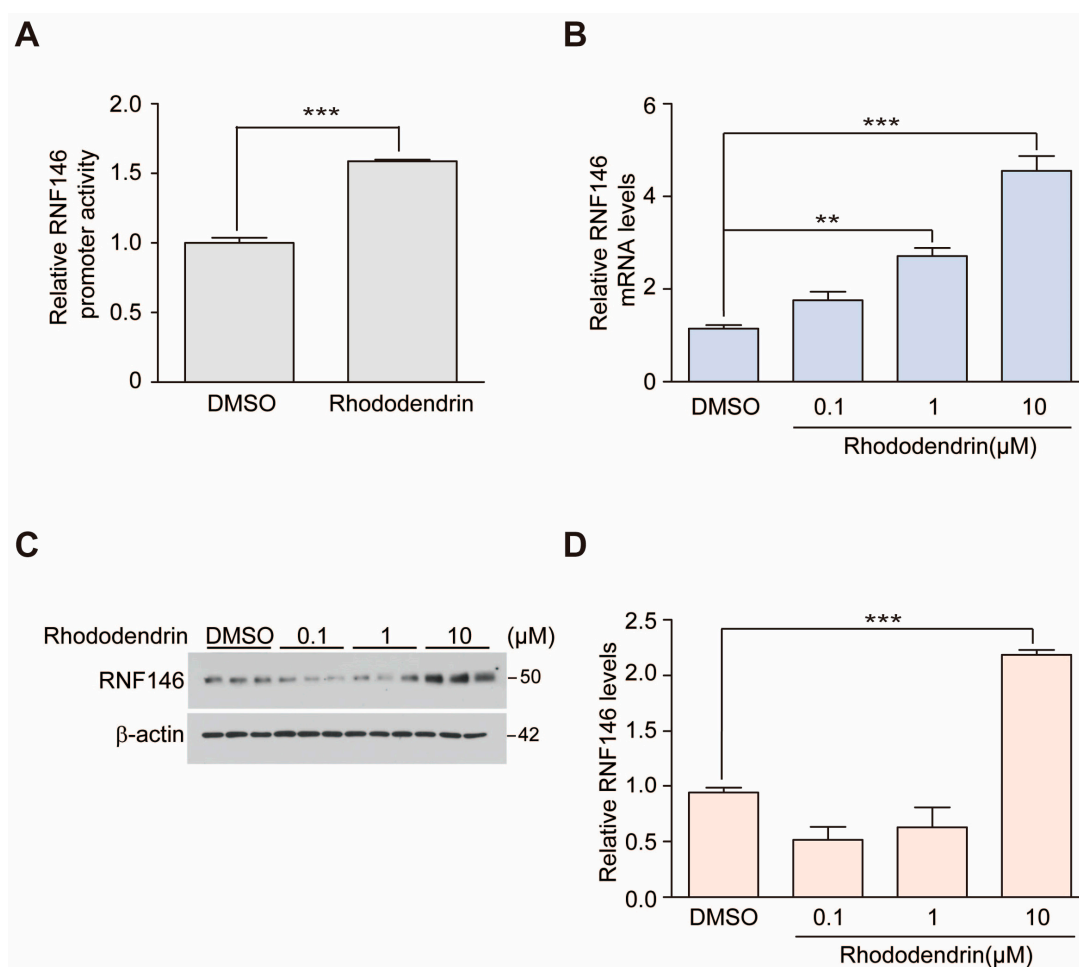 A
Relative RNF146
promoter activity
2.0
1.5
1.0
0.5
0
***
DMSO
Rhododendrin
B
Relative RNF146
mRNA levels
6
4
2
0
***
**
DMSO
0.1
1
10
Rhododendrin(µM)
C
Rhododendrin DMSO 0.1 1 10 (µM)
RNF146 -50
β-actin -42
D
Relative RNF146 levels
2.5
2.0
1.5
1.0
0.5
0.0
***
DMSO
0.1
1
10
Rhododendrin(µM)